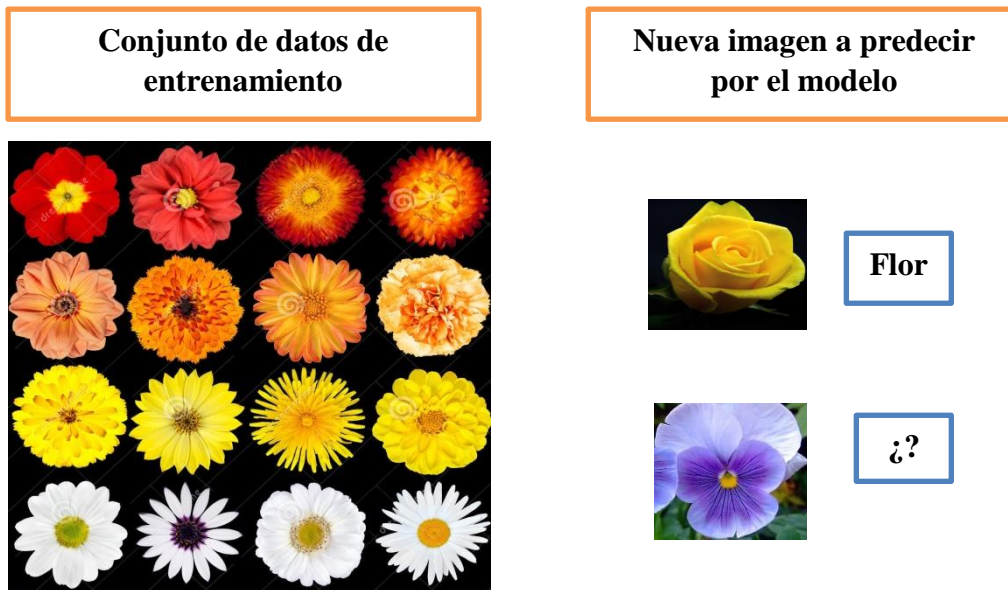 Conjunto de datos de
entrenamiento
Nueva imagen a predecir
por el modelo
Flor
¿?